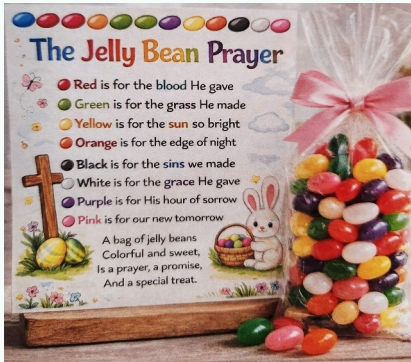 The Jelly Bean Prayer
Red is for the blood He gave
Green is for the grass He made
Yellow is for the sun so bright
Orange is for the edge of night
Black is for the sins we made
White is for the grace He gave
Purple is for His hour of sorrow
Pink is for our new tomorrow
A bag of jelly beans
Colorful and sweet,
Is a prayer, a promise,
And a special treat.